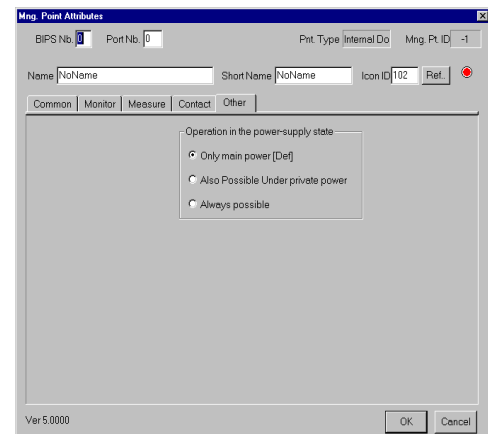 Mng. Point Attributes
BIPS Nb. 0 Port Nb. 0 Pnt. Type Internal Do Mng. Pt. ID -1
Name NoName Short Name NoName Icon ID 102 Ref..
Common Monitor Measure Contact Other
Operation in the power-supply state
Only main power [Def]
Also Possible Under private power
Always possible
Ver 5.0000 OK Cancel